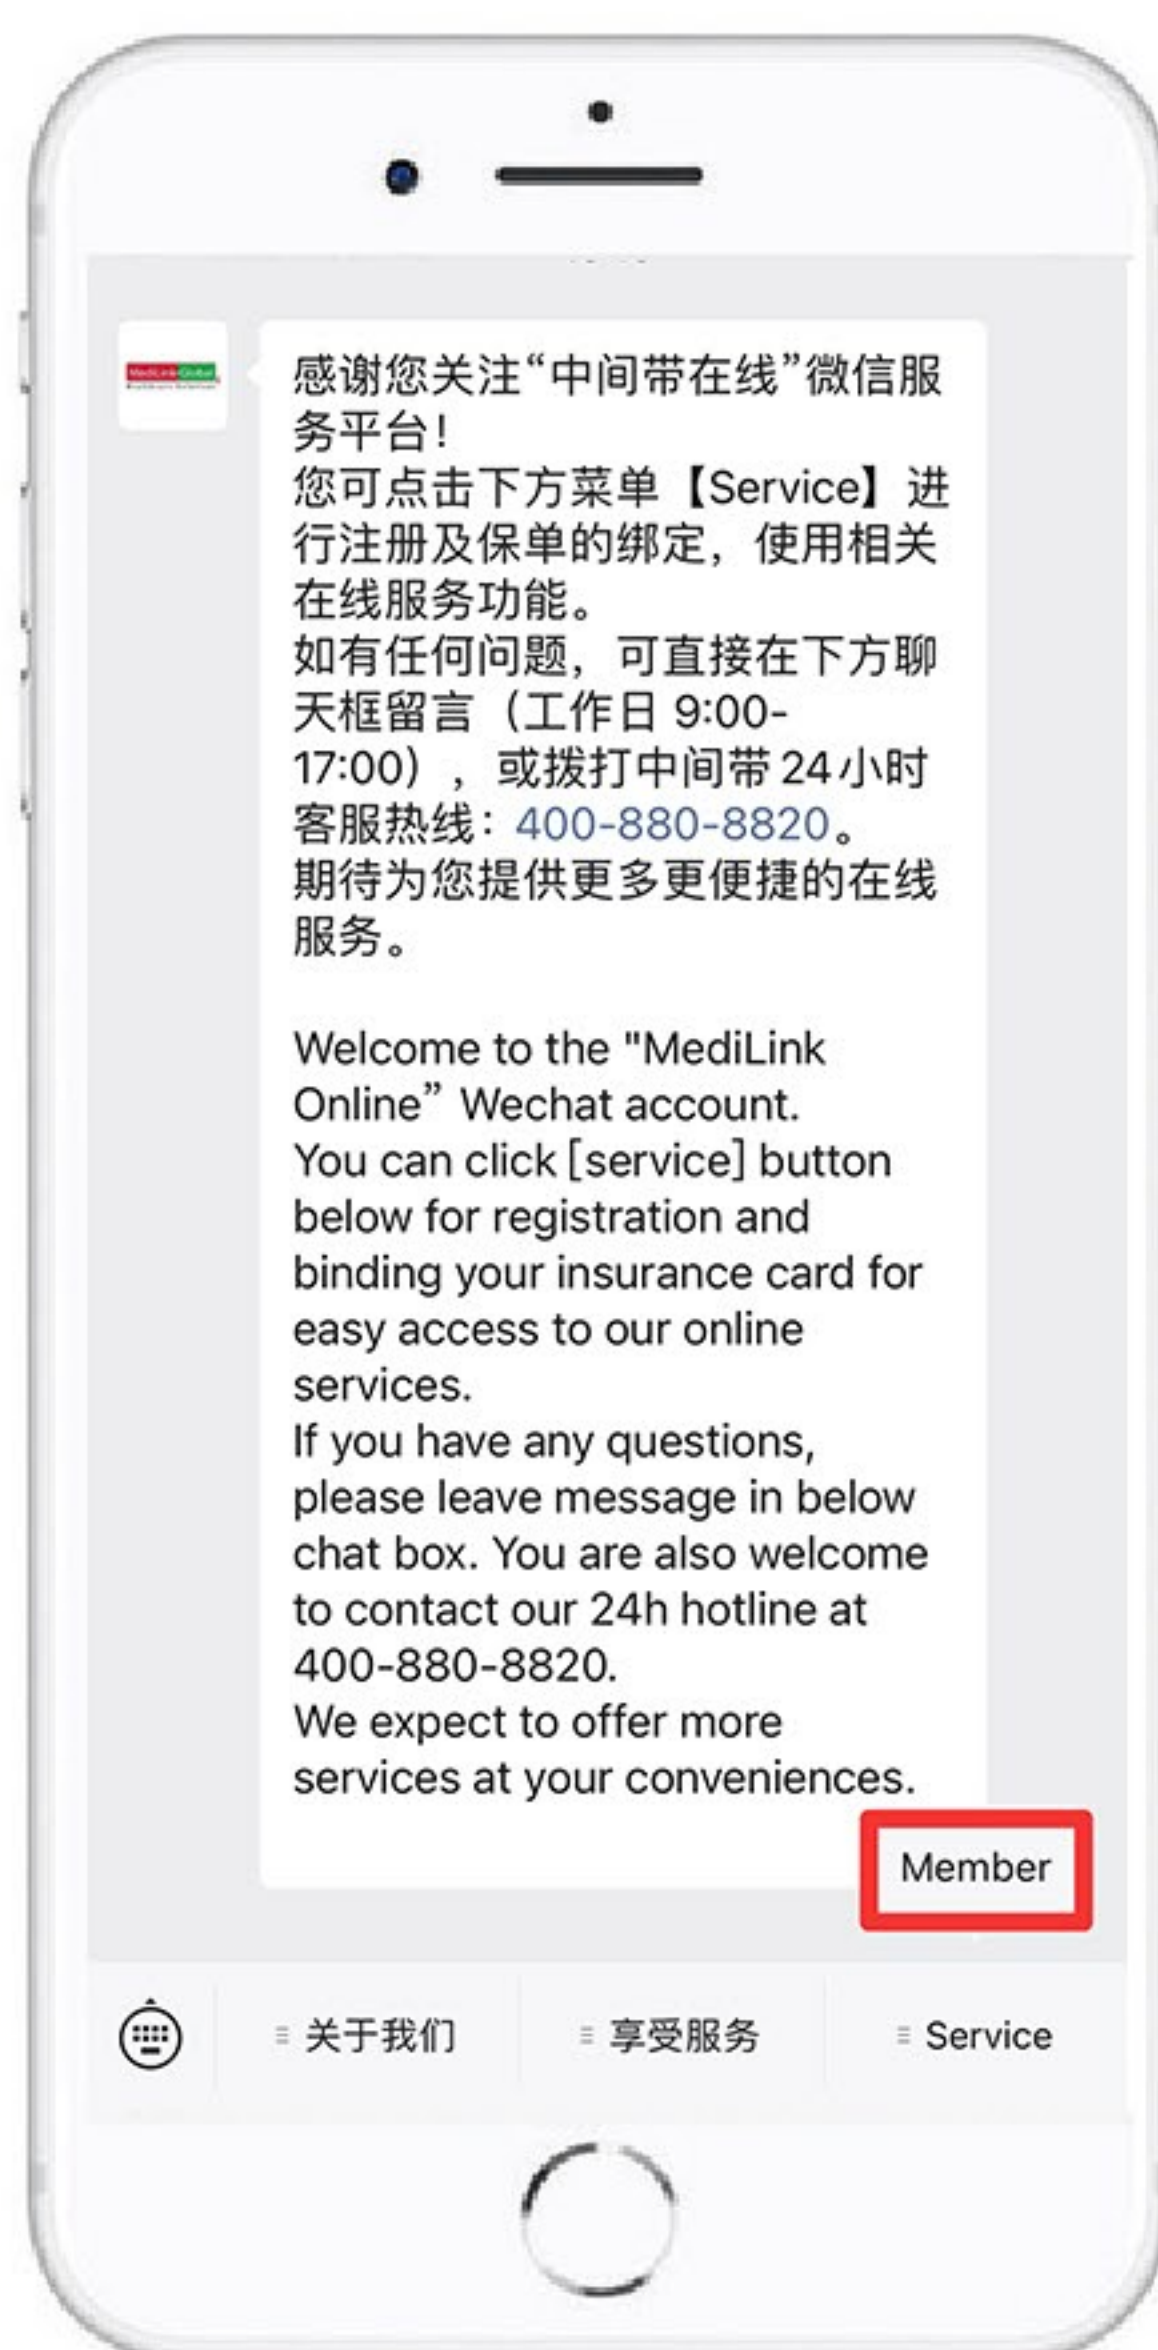 MediLink-Global
感谢您关注“中间带在线”微信服
务平台！
您可点击下方菜单【Service】进
行注册及保单的绑定，使用相关
在线服务功能。
如有任何问题，可直接在下方聊
天框留言（工作日 9:00-
17:00），或拨打中间带24小时
客服热线：400-880-8820。
期待为您提供更多更便捷的在线
服务。
Welcome to the "MediLink
Online” Wechat account.
You can click [service] button
below for registration and
binding your insurance card for
easy access to our online
services.
If you have any questions,
please leave message in below
chat box. You are also welcome
to contact our 24h hotline at
400-880-8820.
We expect to offer more
services at your conveniences.
Member
关于我们
享受服务
Service